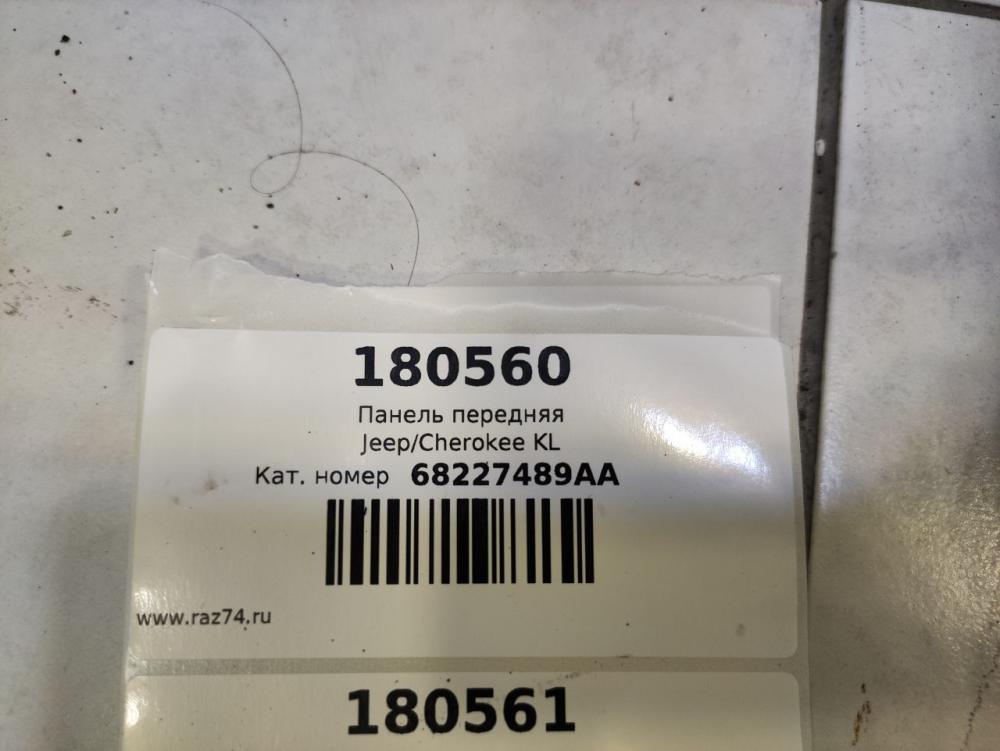 180560
Панель передняя
Jeep/Cherokee KL
Кат. номер 68227489AA
www.raz74.ru
180561